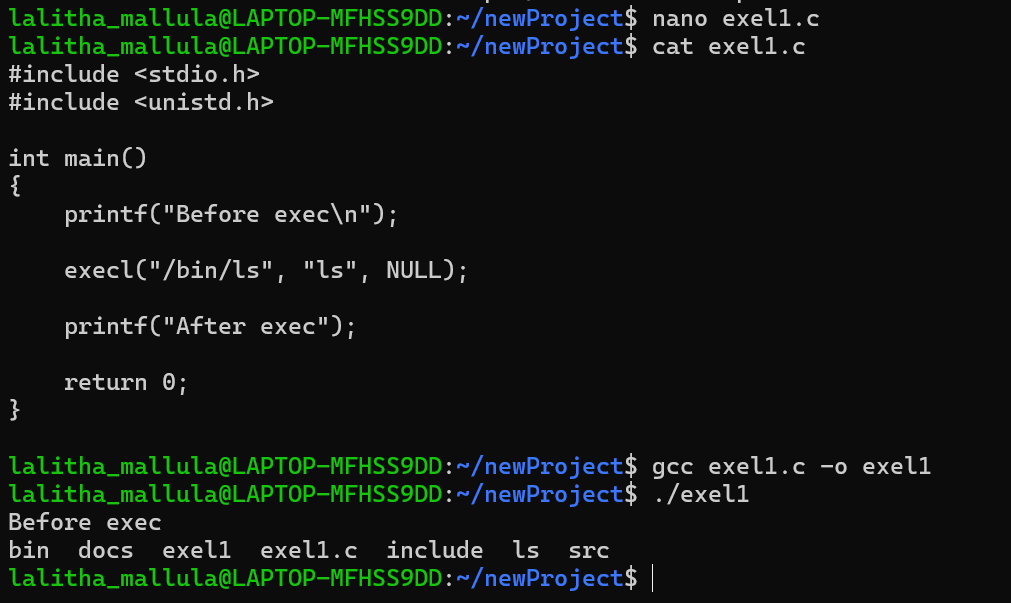 lalitha_mallula@LAPTOP-MFHSS9DD:~/newProject$ nano exel1.c
lalitha_mallula@LAPTOP-MFHSS9DD:~/newProject$ cat exel1.c
#include <stdio.h>
#include <unistd.h>

int main()
{
    printf("Before exec\n");

    execl("/bin/ls", "ls", NULL);

    printf("After exec");

    return 0;
}

lalitha_mallula@LAPTOP-MFHSS9DD:~/newProject$ gcc exel1.c -o exel1
lalitha_mallula@LAPTOP-MFHSS9DD:~/newProject$ ./exel1
Before exec
bin  docs  exel1  exel1.c  include  ls  src
lalitha_mallula@LAPTOP-MFHSS9DD:~/newProject$